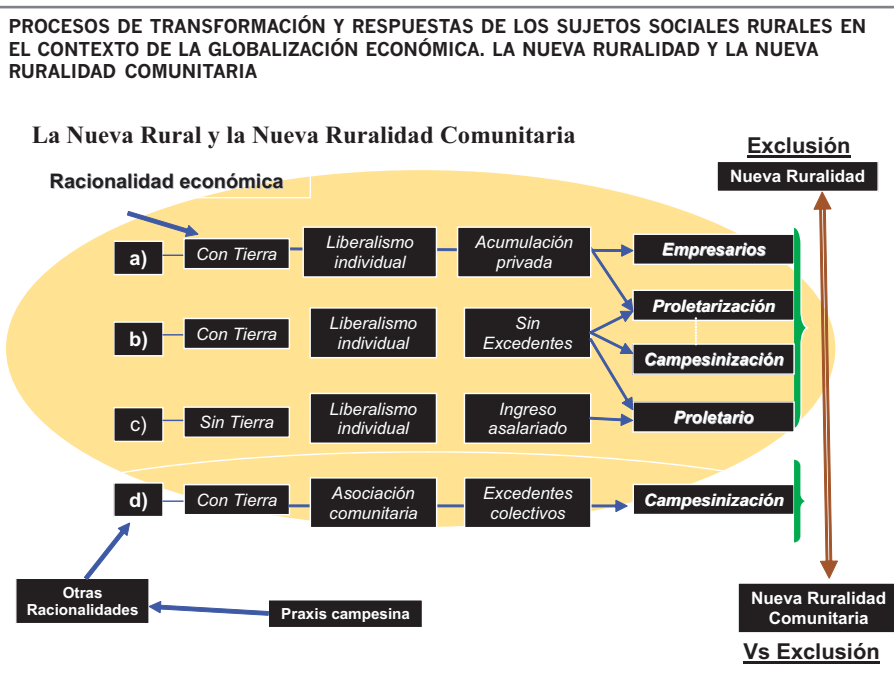 PROCESOS DE TRANSFORMACIÓN Y RESPUESTAS DE LOS SUJETOS SOCIALES RURALES EN
EL CONTEXTO DE LA GLOBALIZACIÓN ECONÓMICA. LA NUEVA RURALIDAD Y LA NUEVA
RURALIDAD COMUNITARIA
La Nueva Rural y la Nueva Ruralidad Comunitaria
Exclusión
Nueva Ruralidad
Racionalidad económica
a)
Con Tierra
Liberalismo
individual
Acumulación
privada
Empresarios
Proletarización
b)
Con Tierra
Liberalismo
individual
Sin
Excedentes
Campesinización
c)
Sin Tierra
Liberalismo
individual
Ingreso
asalariado
Proletario
d)
Con Tierra
Asociación
comunitaria
Excedentes
colectivos
Campesinización
Otras
Racionalidades
Praxis campesina
Nueva Ruralidad
Comunitaria
Vs Exclusión